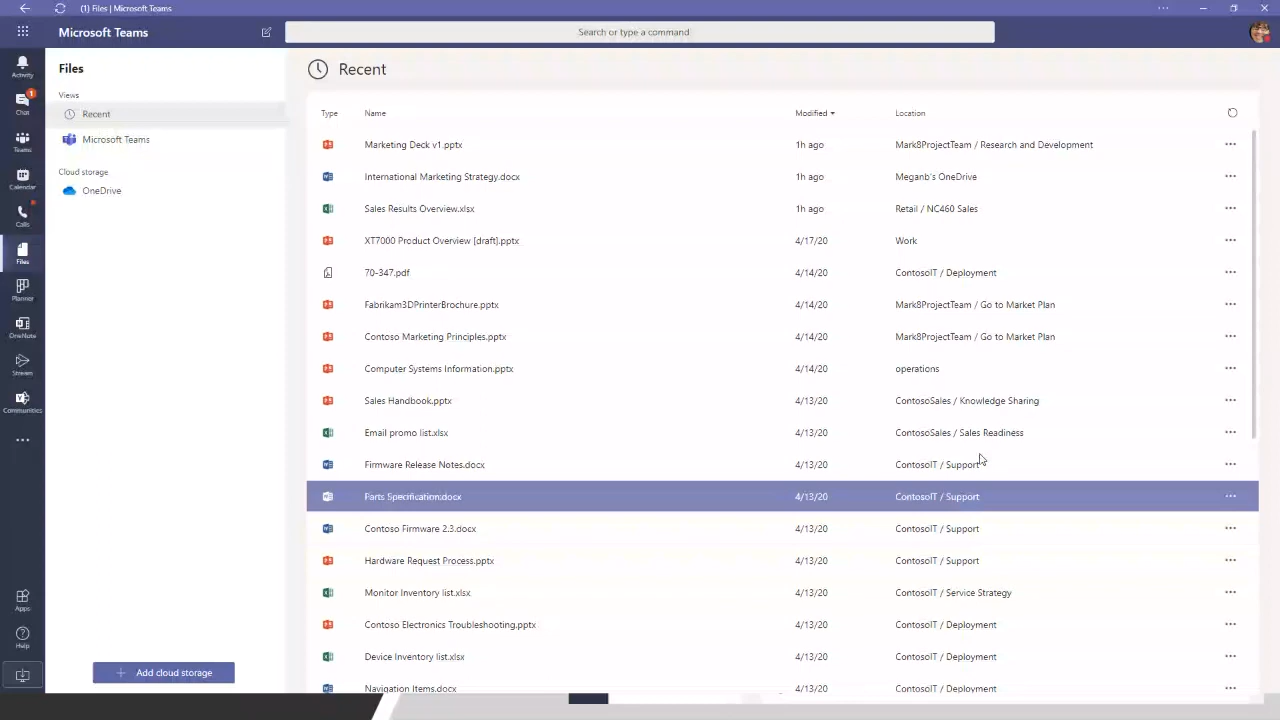 (1) Files | Microsoft Teams
Microsoft Teams
Search or type a command
Activity
Chat
1
Teams
Calendar
Calls
Files
Planner
OneNote
Stream
Communities
Apps
Help
Files
Views
Recent
Microsoft Teams
Cloud storage
OneDrive
Add cloud storage
Recent
Type Name Modified Location
Marketing Deck v1.pptx 1h ago Mark8ProjectTeam / Research and Development
International Marketing Strategy.docx 1h ago Meganb's OneDrive
Sales Results Overview.xlsx 1h ago Retail / NC460 Sales
XT7000 Product Overview [draft].pptx 4/17/20 Work
70-347.pdf 4/14/20 ContosoIT / Deployment
Fabrikam3DPrinterBrochure.pptx 4/14/20 Mark8ProjectTeam / Go to Market Plan
Contoso Marketing Principles.pptx 4/14/20 Mark8ProjectTeam / Go to Market Plan
Computer Systems Information.pptx 4/14/20 operations
Sales Handbook.pptx 4/13/20 ContosoSales / Knowledge Sharing
Email promo list.xlsx 4/13/20 ContosoSales / Sales Readiness
Firmware Release Notes.docx 4/13/20 ContosoIT / Support
Parts Specification.docx 4/13/20 ContosoIT / Support
Contoso Firmware 2.3.docx 4/13/20 ContosoIT / Support
Hardware Request Process.pptx 4/13/20 ContosoIT / Support
Monitor Inventory list.xlsx 4/13/20 ContosoIT / Service Strategy
Contoso Electronics Troubleshooting.pptx 4/13/20 ContosoIT / Deployment
Device Inventory list.xlsx 4/13/20 ContosoIT / Deployment
Navigation Items.docx 4/13/20 ContosoIT / Deployment